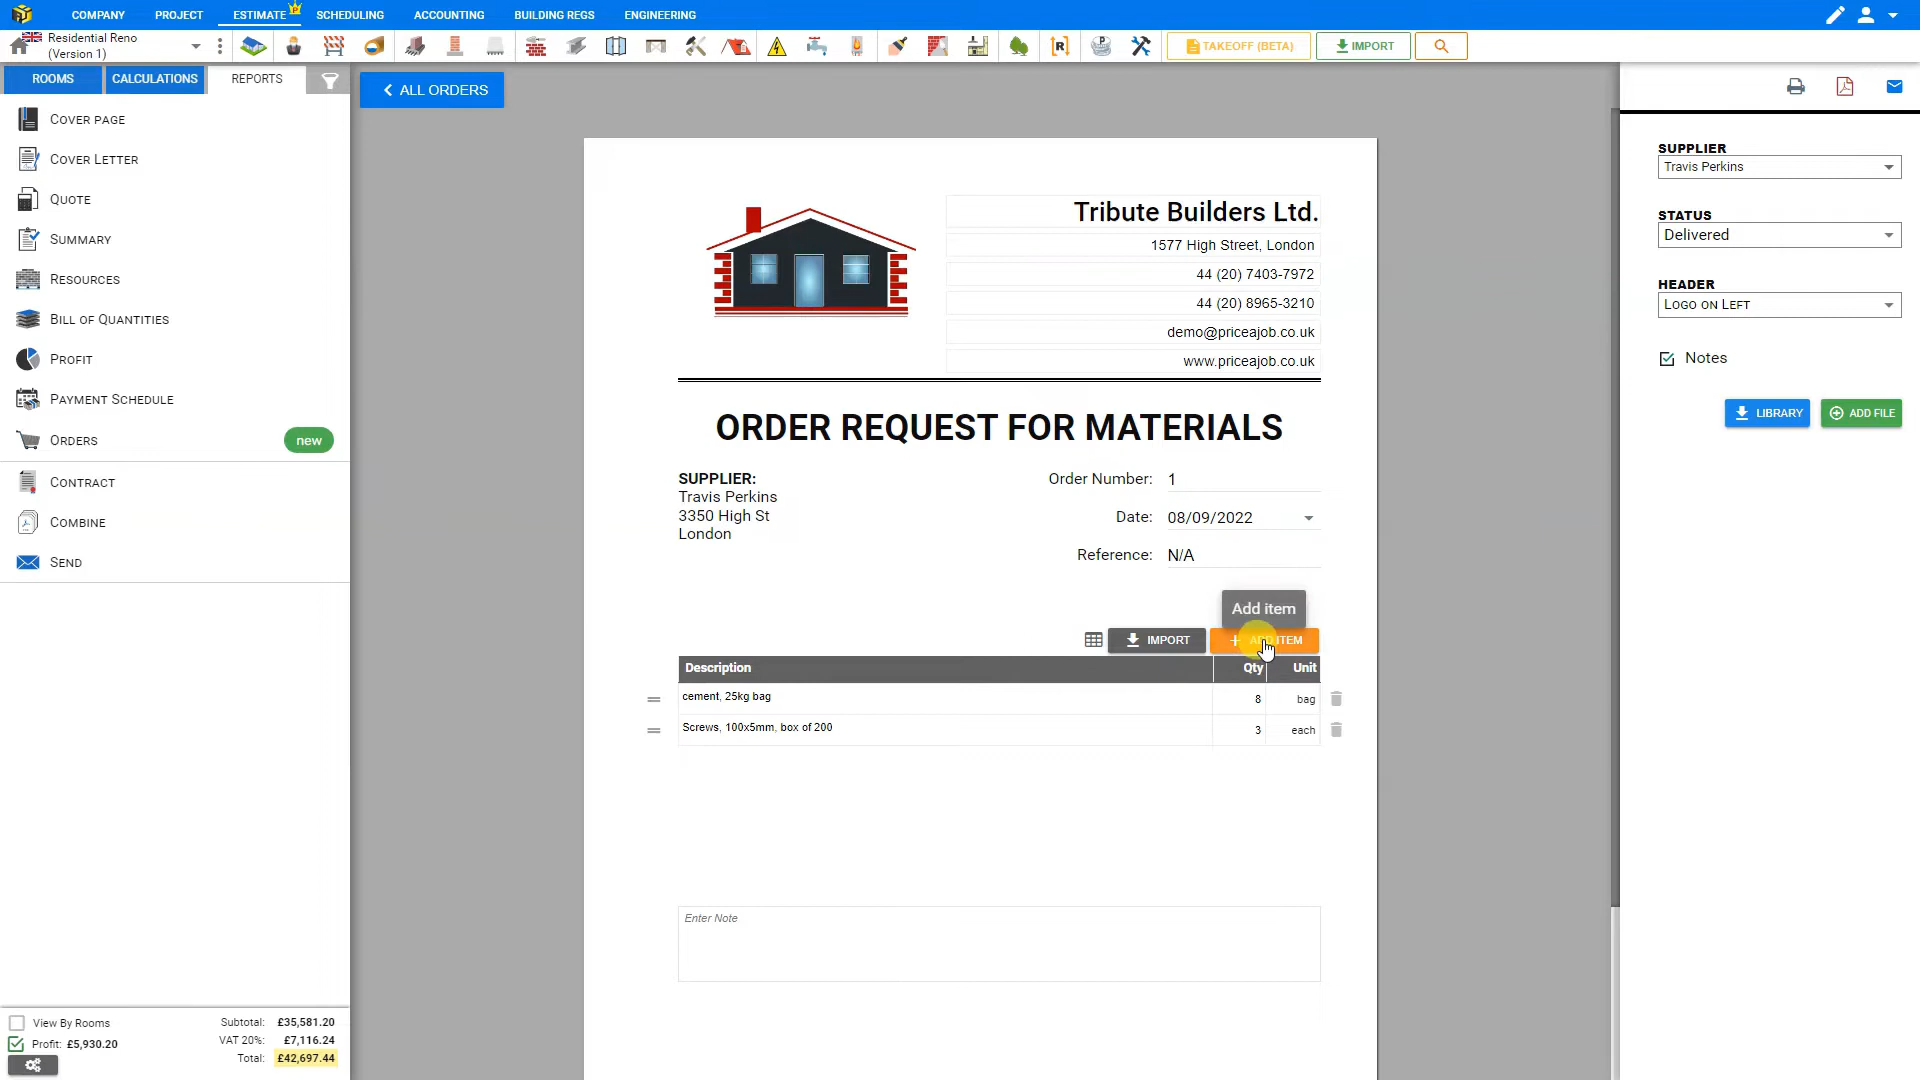 COMPANY PROJECT ESTIMATE SCHEDULING ACCOUNTING BUILDING REGS ENGINEERING
Residential Reno
(Version 1)
TAKEOFF (BETA) IMPORT
ROOMS CALCULATIONS REPORTS
ALL ORDERS
COVER PAGE
COVER LETTER
QUOTE
SUMMARY
RESOURCES
BILL OF QUANTITIES
PROFIT
PAYMENT SCHEDULE
ORDERS new
CONTRACT
COMBINE
SEND
View By Rooms
Profit: £5,930.20
Subtotal: £35,581.20
VAT 20%: £7,116.24
Total: £42,697.44
Tribute Builders Ltd.
1577 High Street, London
44 (20) 7403-7972
44 (20) 8965-3210
demo@priceajob.co.uk
www.priceajob.co.uk
ORDER REQUEST FOR MATERIALS
SUPPLIER:
Travis Perkins
3350 High St
London
Order Number: 1
Date: 08/09/2022
Reference: N/A
Add item
IMPORT ADD ITEM
Description Qty Unit
cement, 25kg bag 8 bag
Screws, 100x5mm, box of 200 3 each
Enter Note
SUPPLIER
Travis Perkins
STATUS
Delivered
HEADER
LOGO ON LEFT
Notes
LIBRARY ADD FILE